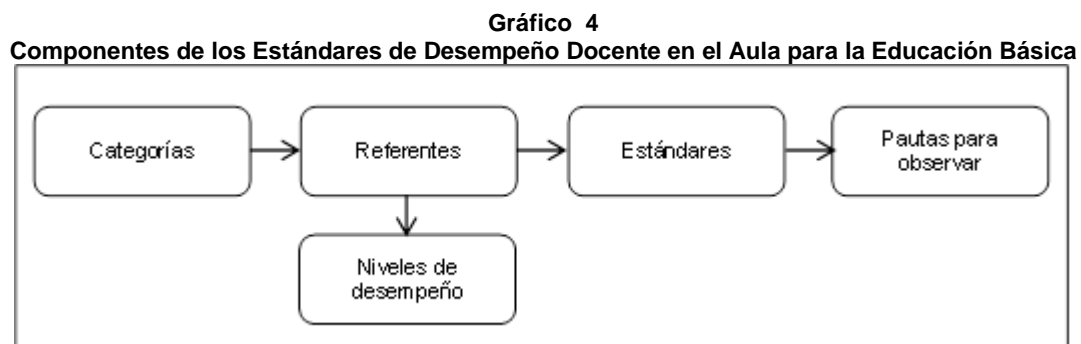 Gráfico 4
Componentes de los Estándares de Desempeño Docente en el Aula para la Educación Básica
Categorías
Referentes
Estándares
Pautas para
observar
Niveles de
desempeño